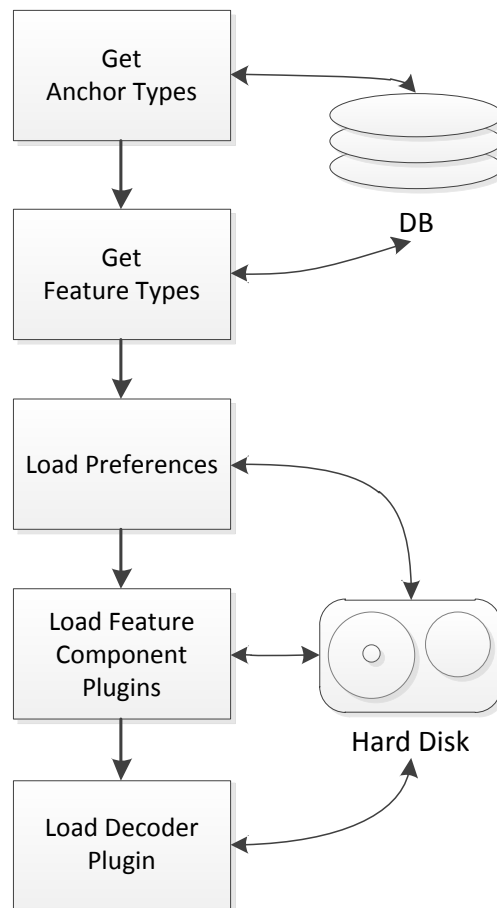 Get
Anchor Types
DB
Get
Feature Types
Load Preferences
Load Feature
Component
Plugins
Hard Disk
Load Decoder
Plugin